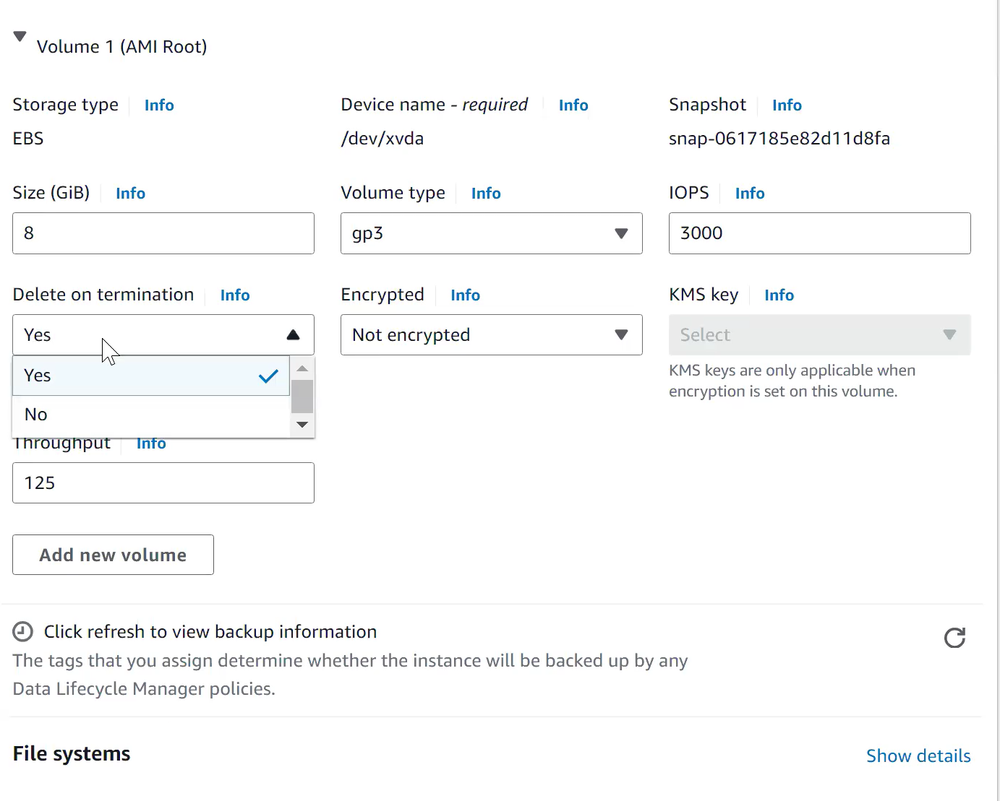 Volume 1 (AMI Root)
Storage type Info
Device name - required Info
Snapshot Info
EBS
/dev/xvda
snap-0617185e82d11d8fa
Size (GiB) Info
Volume type Info
IOPS Info
8
gp3
3000
Delete on termination Info
Encrypted Info
KMS key Info
Yes
Not encrypted
Select
Yes
No
KMS keys are only applicable when
encryption is set on this volume.
Throughput Info
125
Add new volume
Click refresh to view backup information
The tags that you assign determine whether the instance will be backed up by any
Data Lifecycle Manager policies.
File systems
Show details